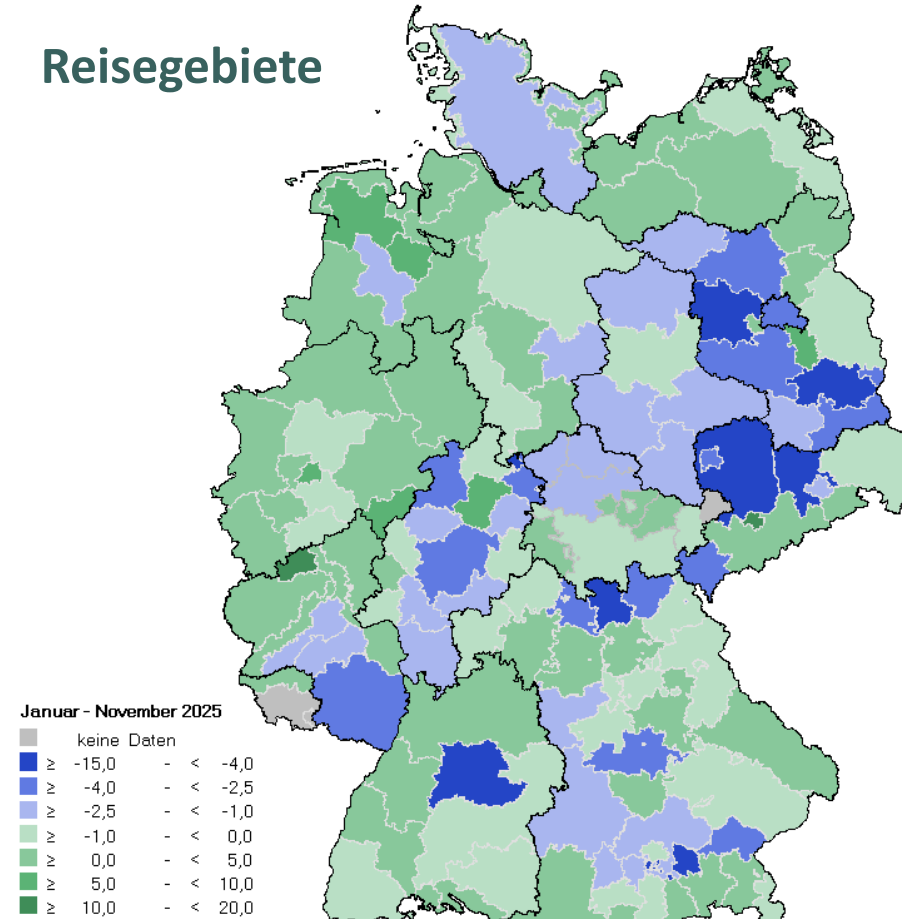 Reisegebiete
Januar - November 2025
keine Daten
≥ -15,0 - < -4,0
≥ -4,0 - < -2,5
≥ -2,5 - < -1,0
≥ -1,0 - < 0,0
≥ 0,0 - < 5,0
≥ 5,0 - < 10,0
≥ 10,0 - < 20,0